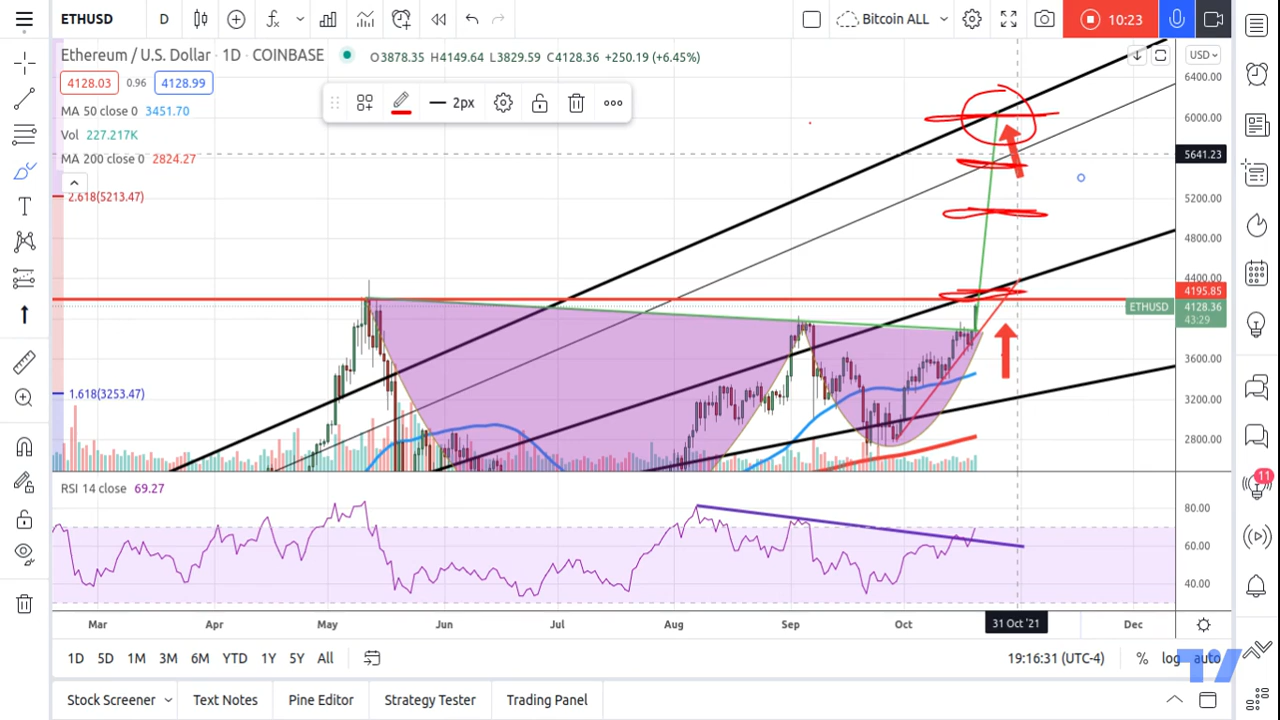 ETHUSD D Bitcoin ALL 10:23
Ethereum / U.S. Dollar · 1D · COINBASE O3878.35 H4149.64 L3829.59 C4128.36 +250.19 (+6.45%) USD
4128.03 0.96 4128.99
2px
MA 50 close 0 3451.70
Vol 227.217K
MA 200 close 0 2824.27
2.618(5213.47)
1.618(3253.47)
6400.00
6000.00
5641.23
5200.00
4800.00
4400.00
4195.85
ETHUSD 4128.36
43:29
3600.00
3200.00
2800.00
RSI 14 close 69.27
80.00
60.00
40.00
11
Mar Apr May Jun Jul Aug Sep Oct 31 Oct '21 Dec
1D 5D 1M 3M 6M YTD 1Y 5Y All 19:16:31 (UTC-4) % log auto
Stock Screener Text Notes Pine Editor Strategy Tester Trading Panel